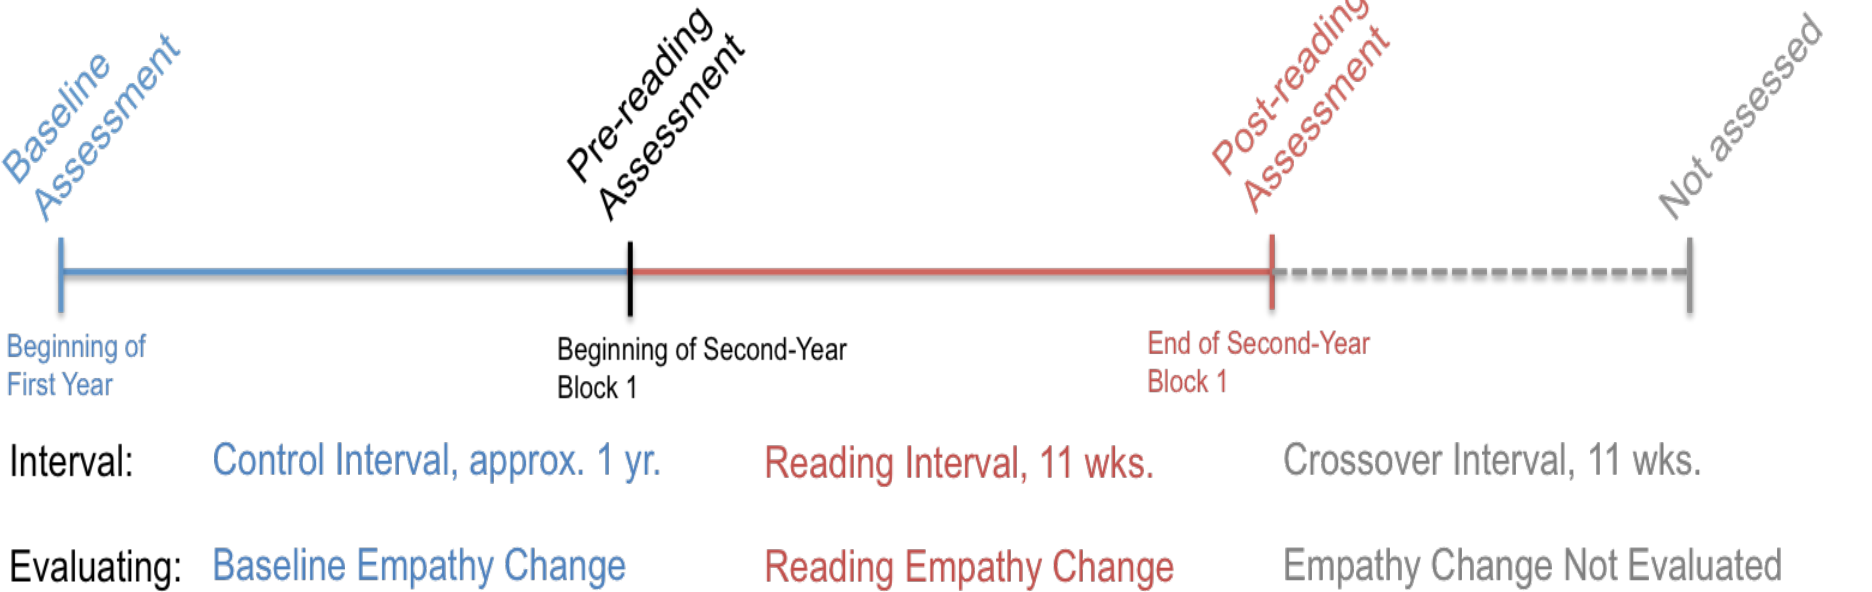 Baseline
Assessment
Pre-reading
Assessment
Post-reading
Assessment
Not assessed
Beginning of
First Year
Beginning of Second-Year
Block 1
End of Second-Year
Block 1
Interval: Control Interval, approx. 1 yr. Reading Interval, 11 wks. Crossover Interval, 11 wks.
Evaluating: Baseline Empathy Change Reading Empathy Change Empathy Change Not Evaluated